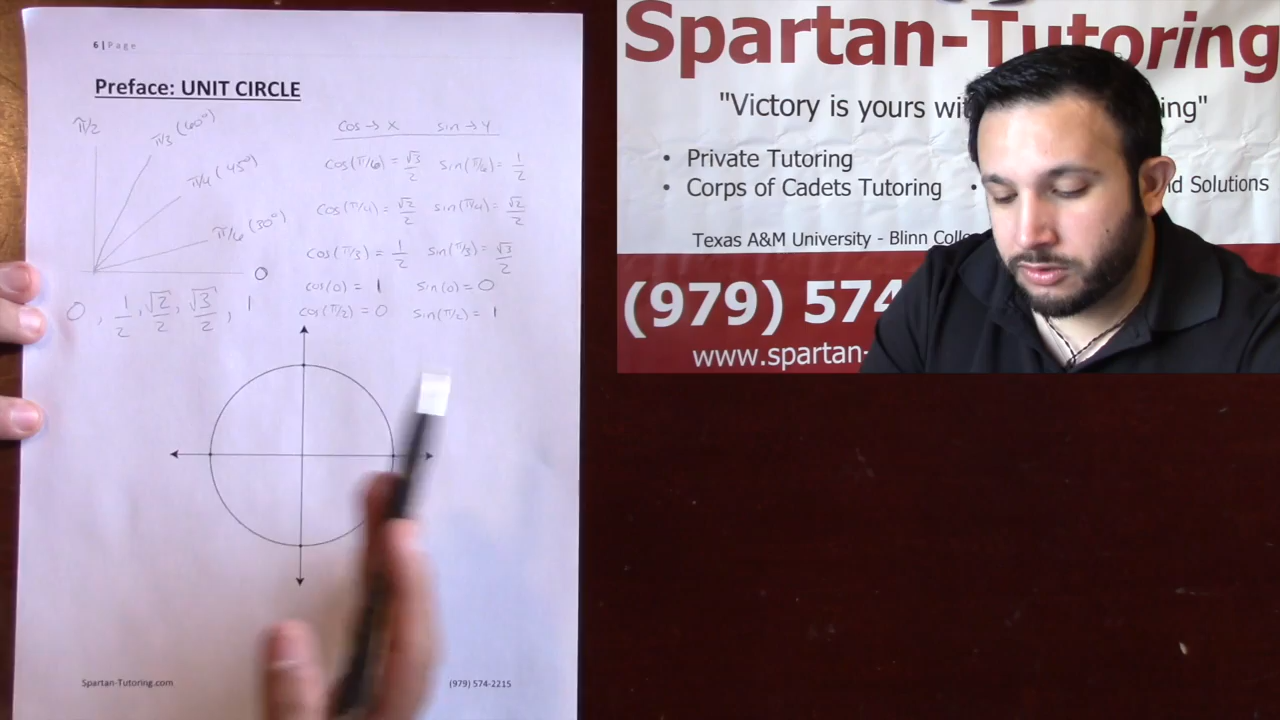 6 | Page
Preface: UNIT CIRCLE
π/2
π/3 (60°)
π/4 (45°)
π/6 (30°)
0
0, 1/2, √2/2, √3/2, 1
cos → x sin → y
cos(π/6) = √3/2 sin(π/6) = 1/2
cos(π/4) = √2/2 sin(π/4) = √2/2
cos(π/3) = 1/2 sin(π/3) = √3/2
cos(0) = 1 sin(0) = 0
cos(π/2) = 0 sin(π/2) = 1
Spartan-Tutoring.com (979) 574-2215
Spartan-Tutoring
"Victory is yours
• Private Tutoring
• Corps of Cadets Tutoring
Solutions
Texas A&M University - Blinn
(979) 574
www.spartan-